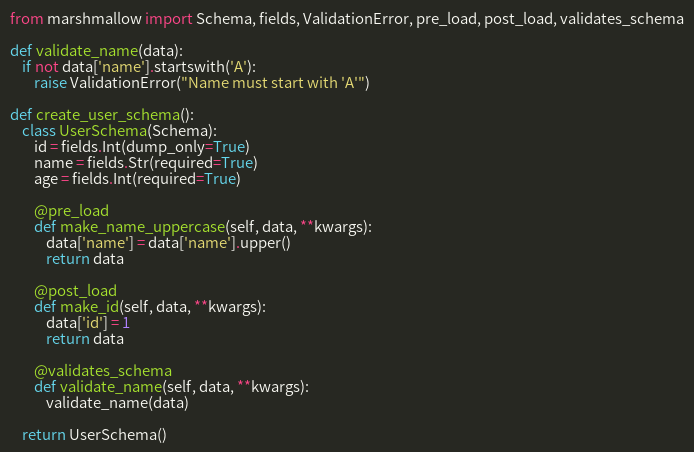 from marshmallow import Schema, fields, ValidationError, pre_load, post_load, validates_schema

def validate_name(data):
    if not data['name'].startswith('A'):
        raise ValidationError("Name must start with 'A'")

def create_user_schema():
    class UserSchema(Schema):
        id = fields.Int(dump_only=True)
        name = fields.Str(required=True)
        age = fields.Int(required=True)

        @pre_load
        def make_name_uppercase(self, data, **kwargs):
            data['name'] = data['name'].upper()
            return data

        @post_load
        def make_id(self, data, **kwargs):
            data['id'] = 1
            return data

        @validates_schema
        def validate_name(self, data, **kwargs):
            validate_name(data)

    return UserSchema()